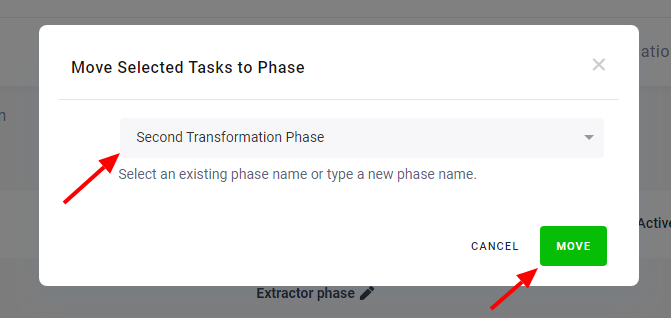 atio
n
Move Selected Tasks to Phase
Second Transformation Phase
Select an existing phase name or type a new phase name.
Active
CANCEL
MOVE
Extractor phase